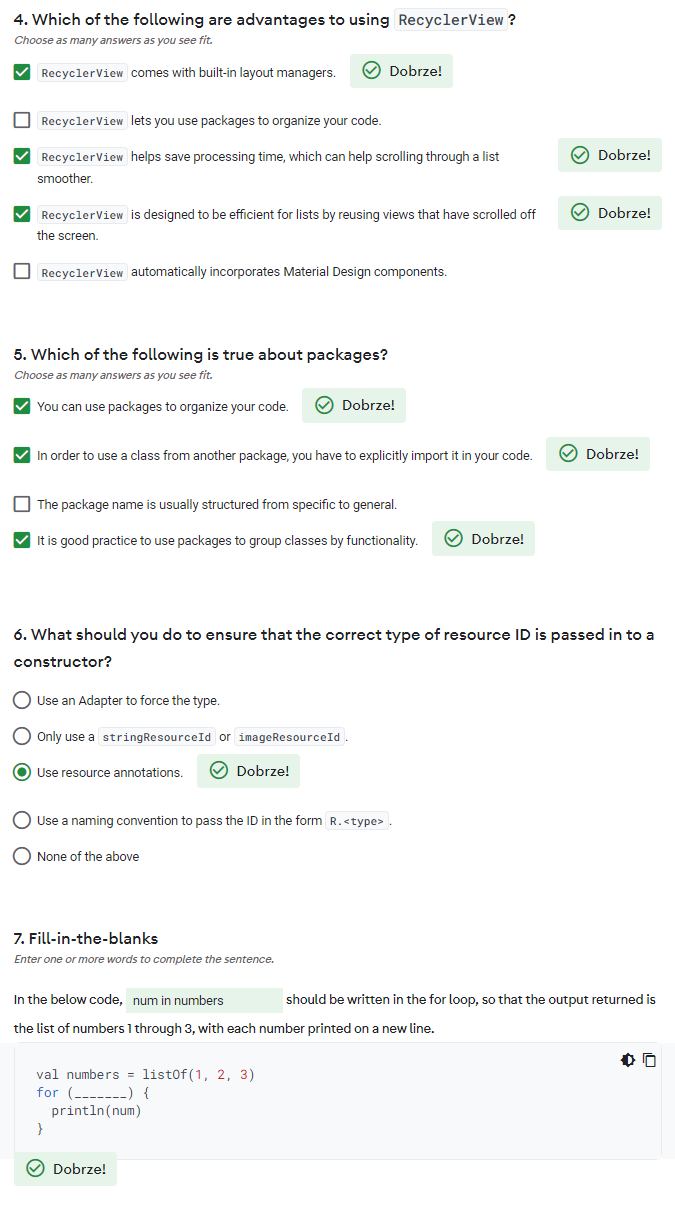 4. Which of the following are advantages to using RecyclerView?
Choose as many answers as you see fit.
RecyclerView comes with built-in layout managers. Dobrze!
RecyclerView lets you use packages to organize your code.
RecyclerView helps save processing time, which can help scrolling through a list Dobrze!
smoother.
RecyclerView is designed to be efficient for lists by reusing views that have scrolled off Dobrze!
the screen.
RecyclerView automatically incorporates Material Design components.
5. Which of the following is true about packages?
Choose as many answers as you see fit.
You can use packages to organize your code. Dobrze!
In order to use a class from another package, you have to explicitly import it in your code. Dobrze!
The package name is usually structured from specific to general.
It is good practice to use packages to group classes by functionality. Dobrze!
6. What should you do to ensure that the correct type of resource ID is passed in to a
constructor?
Use an Adapter to force the type.
Only use a stringResourceId or imageResourceId.
Use resource annotations. Dobrze!
Use a naming convention to pass the ID in the form R.<type>.
None of the above
7. Fill-in-the-blanks
Enter one or more words to complete the sentence.
In the below code, num in numbers should be written in the for loop, so that the output returned is
the list of numbers 1 through 3, with each number printed on a new line.
val numbers = listOf(1, 2, 3)
for (_______) {
println(num)
}
Dobrze!